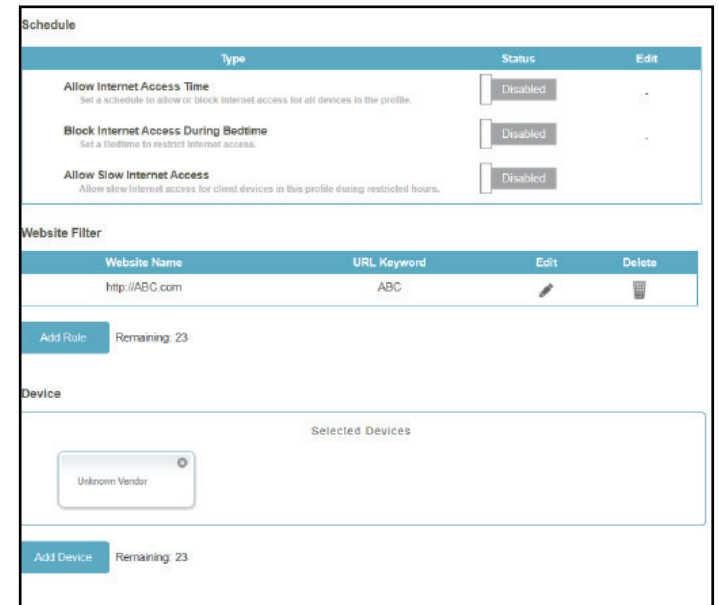 Schedule
Type Status Edit
Allow Internet Access Time Disabled -
Set a schedule to allow or block Internet access for all devices in the profile.
Block Internet Access During Bedtime Disabled -
Set a Bedtime to restrict Internet access.
Allow Slow Internet Access Disabled
Allow slow Internet access for client devices in this profile during restricted hours.
Website Filter
Website Name URL Keyword Edit Delete
http://ABC.com ABC
Add Rule Remaining: 23
Device
Selected Devices
Unknown Vendor
Add Device Remaining: 23